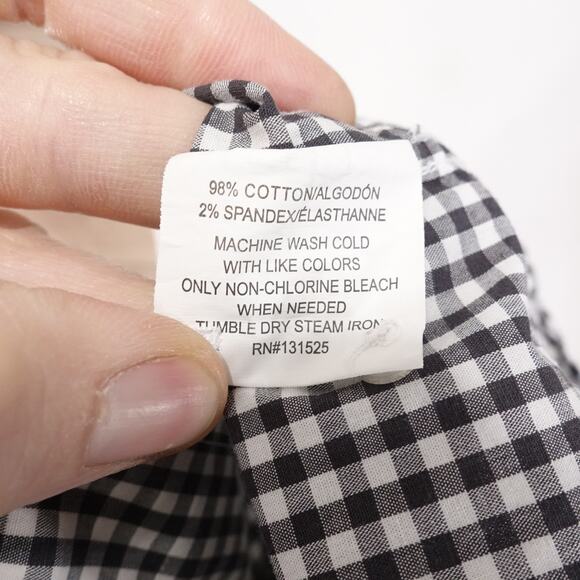 98% COTTON/ALGODÓN
2% SPANDEX/ÉLASTHANNE
MACHINE WASH COLD
WITH LIKE COLORS
ONLY NON-CHLORINE BLEACH
WHEN NEEDED
TUMBLE DRY STEAM IRON
RN#131525